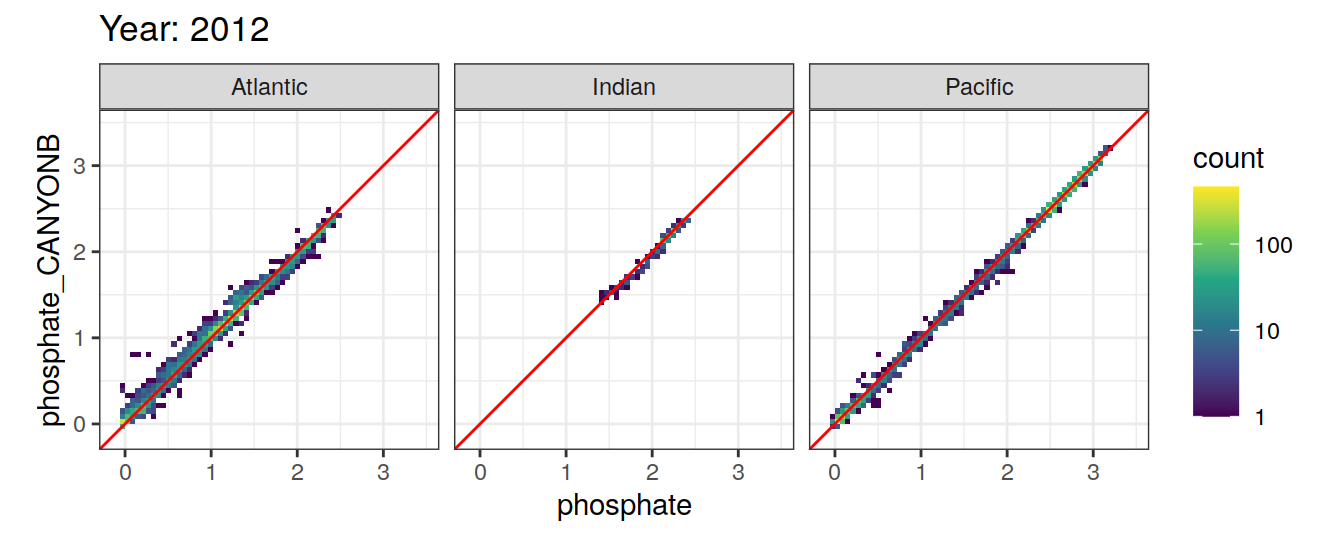 Year: 2012
Atlantic Indian Pacific
phosphate_CANYONB
3
2
1
0
0 1 2 3 0 1 2 3 0 1 2 3
phosphate
count
100
10
1